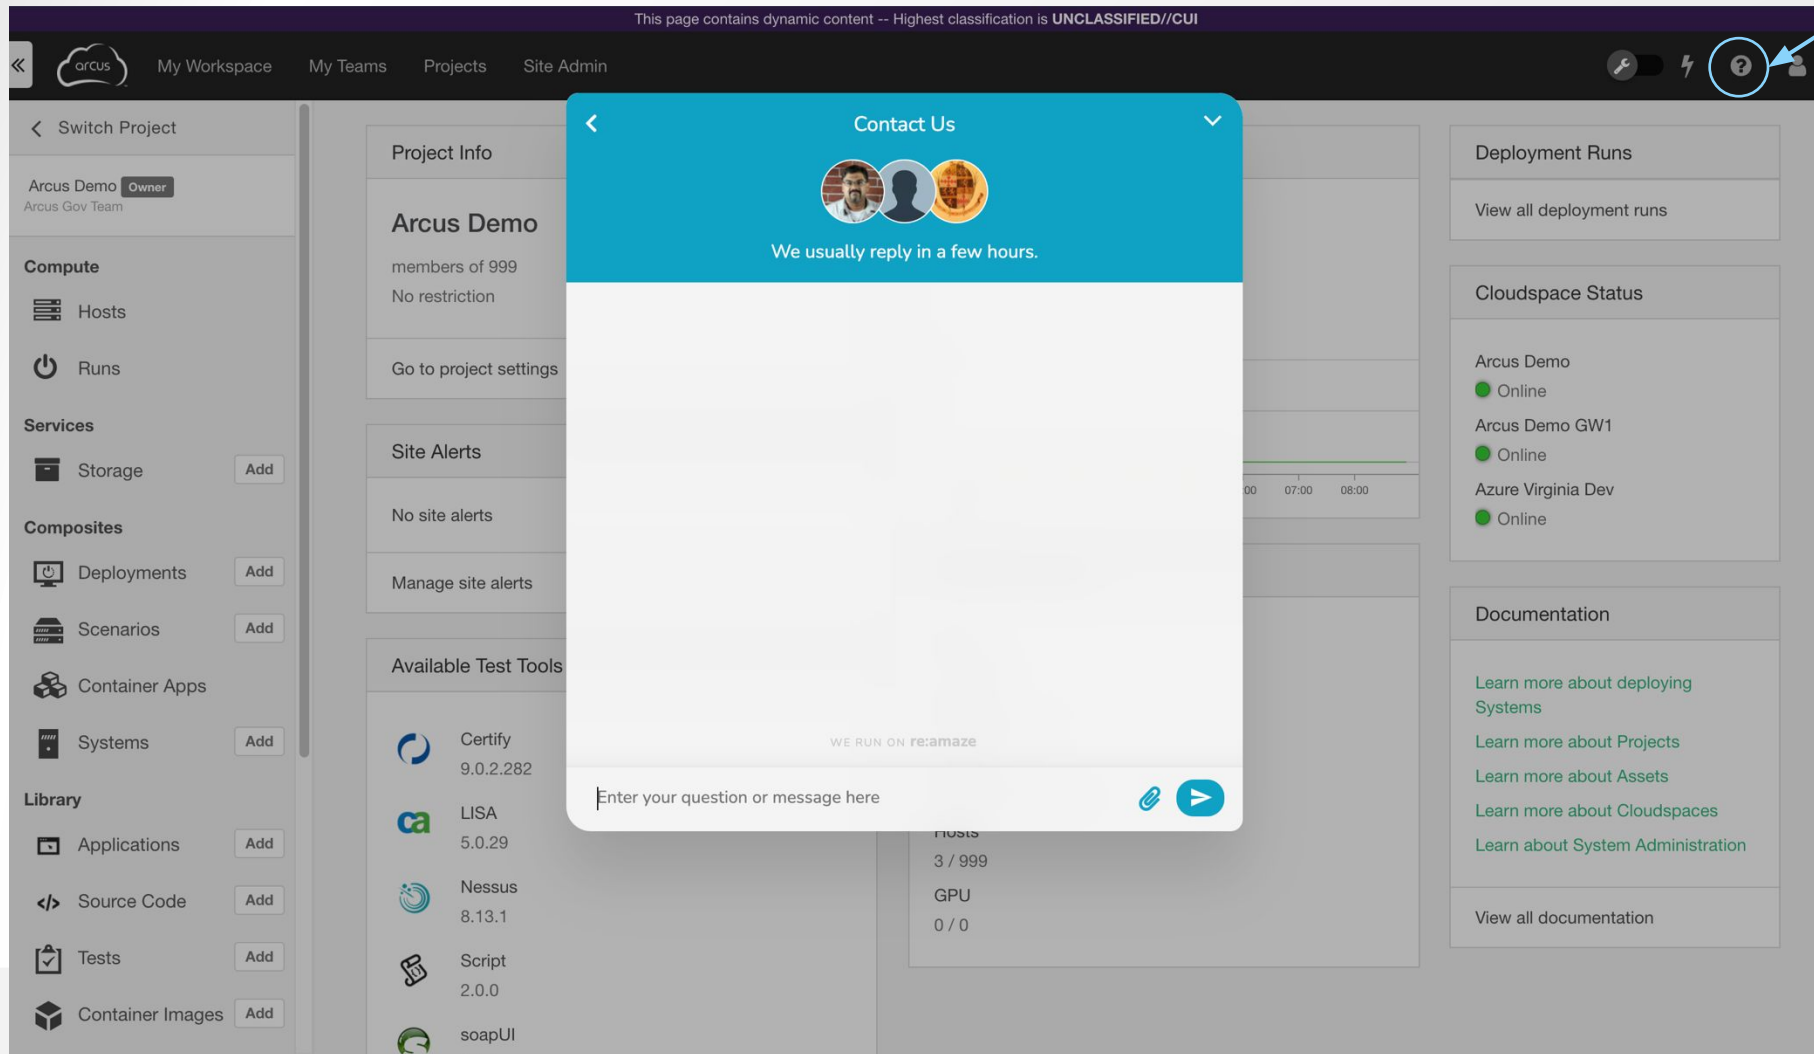 This page contains dynamic content -- Highest classification is UNCLASSIFIED//CUI
arcus
My Workspace
My Teams
Projects
Site Admin
Switch Project
Arcus Demo Owner
Arcus Gov Team
Compute
Hosts
Runs
Services
Storage Add
Composites
Deployments Add
Scenarios Add
Container Apps
Systems Add
Library
Applications Add
Source Code Add
Tests Add
Container Images Add
Project Info
Arcus Demo
members of 999
No restriction
Go to project settings
Site Alerts
No site alerts
Manage site alerts
Available Test Tools
Certify
9.0.2.282
LISA
5.0.29
Nessus
8.13.1
Script
2.0.0
soapUI
Contact Us
We usually reply in a few hours.
WE RUN ON re:amaze
Enter your question or message here
:00 07:00 08:00
Hosts
3 / 999
GPU
0 / 0
Deployment Runs
View all deployment runs
Cloudspace Status
Arcus Demo
Online
Arcus Demo GW1
Online
Azure Virginia Dev
Online
Documentation
Learn more about deploying
Systems
Learn more about Projects
Learn more about Assets
Learn more about Cloudspaces
Learn about System Administration
View all documentation